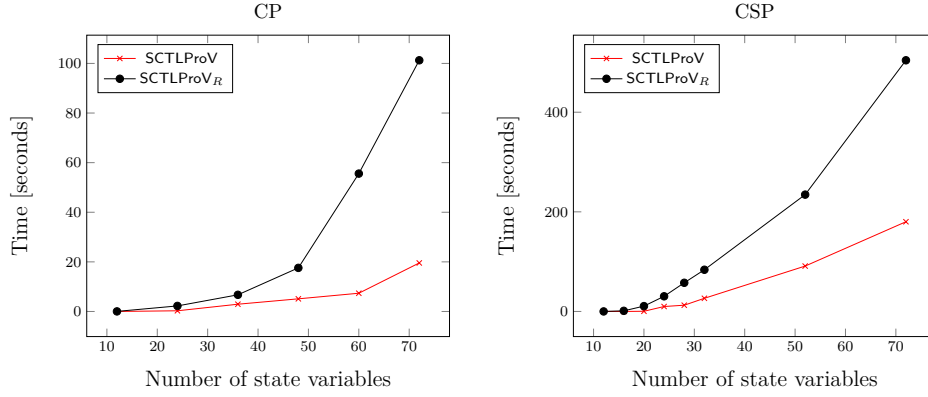 CP
SCTLProV
SCTLProV_R
100
80
60
40
20
0
Time [seconds]
10 20 30 40 50 60 70
Number of state variables
CSP
SCTLProV
SCTLProV_R
400
200
0
Time [seconds]
10 20 30 40 50 60 70
Number of state variables